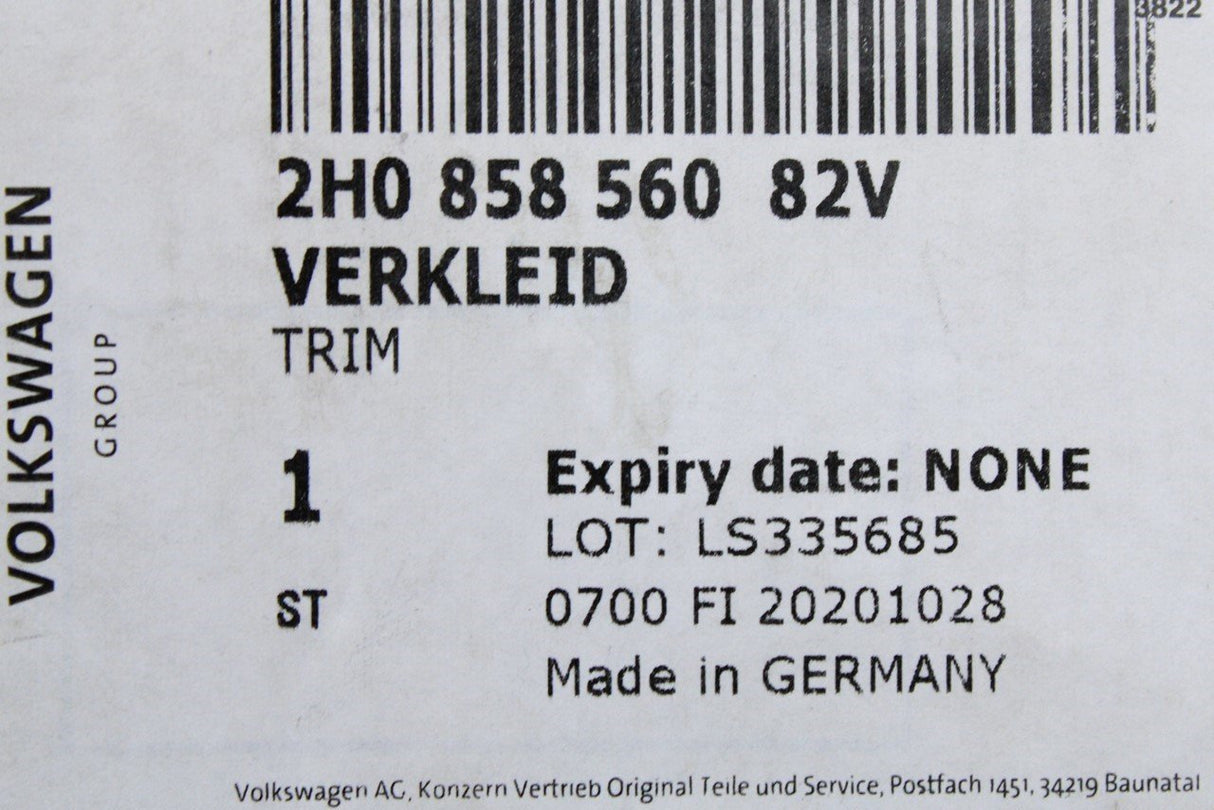 3822
2H0 858 560 82V
VERKLEID
TRIM
1
Expiry date: NONE
LOT: LS335685
ST
0700 FI 20201028
Made in GERMANY
VOLKSWAGEN
GROUP
Volkswagen AG, Konzern Vertrieb Original Teile und Service, Postfach 1451, 34219 Baunatal